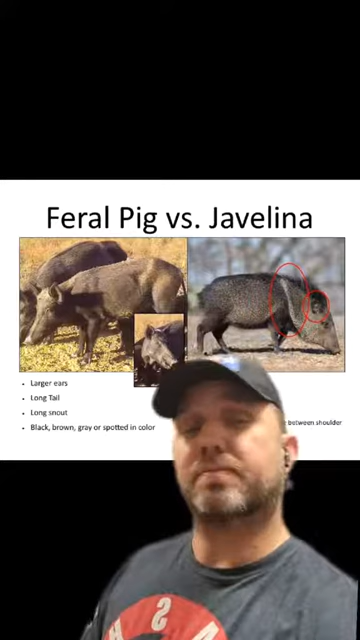 Feral Pig vs. Javelina
Larger ears
Long Tail
Long snout
Black, brown, gray or spotted in color
between shoulder
S H